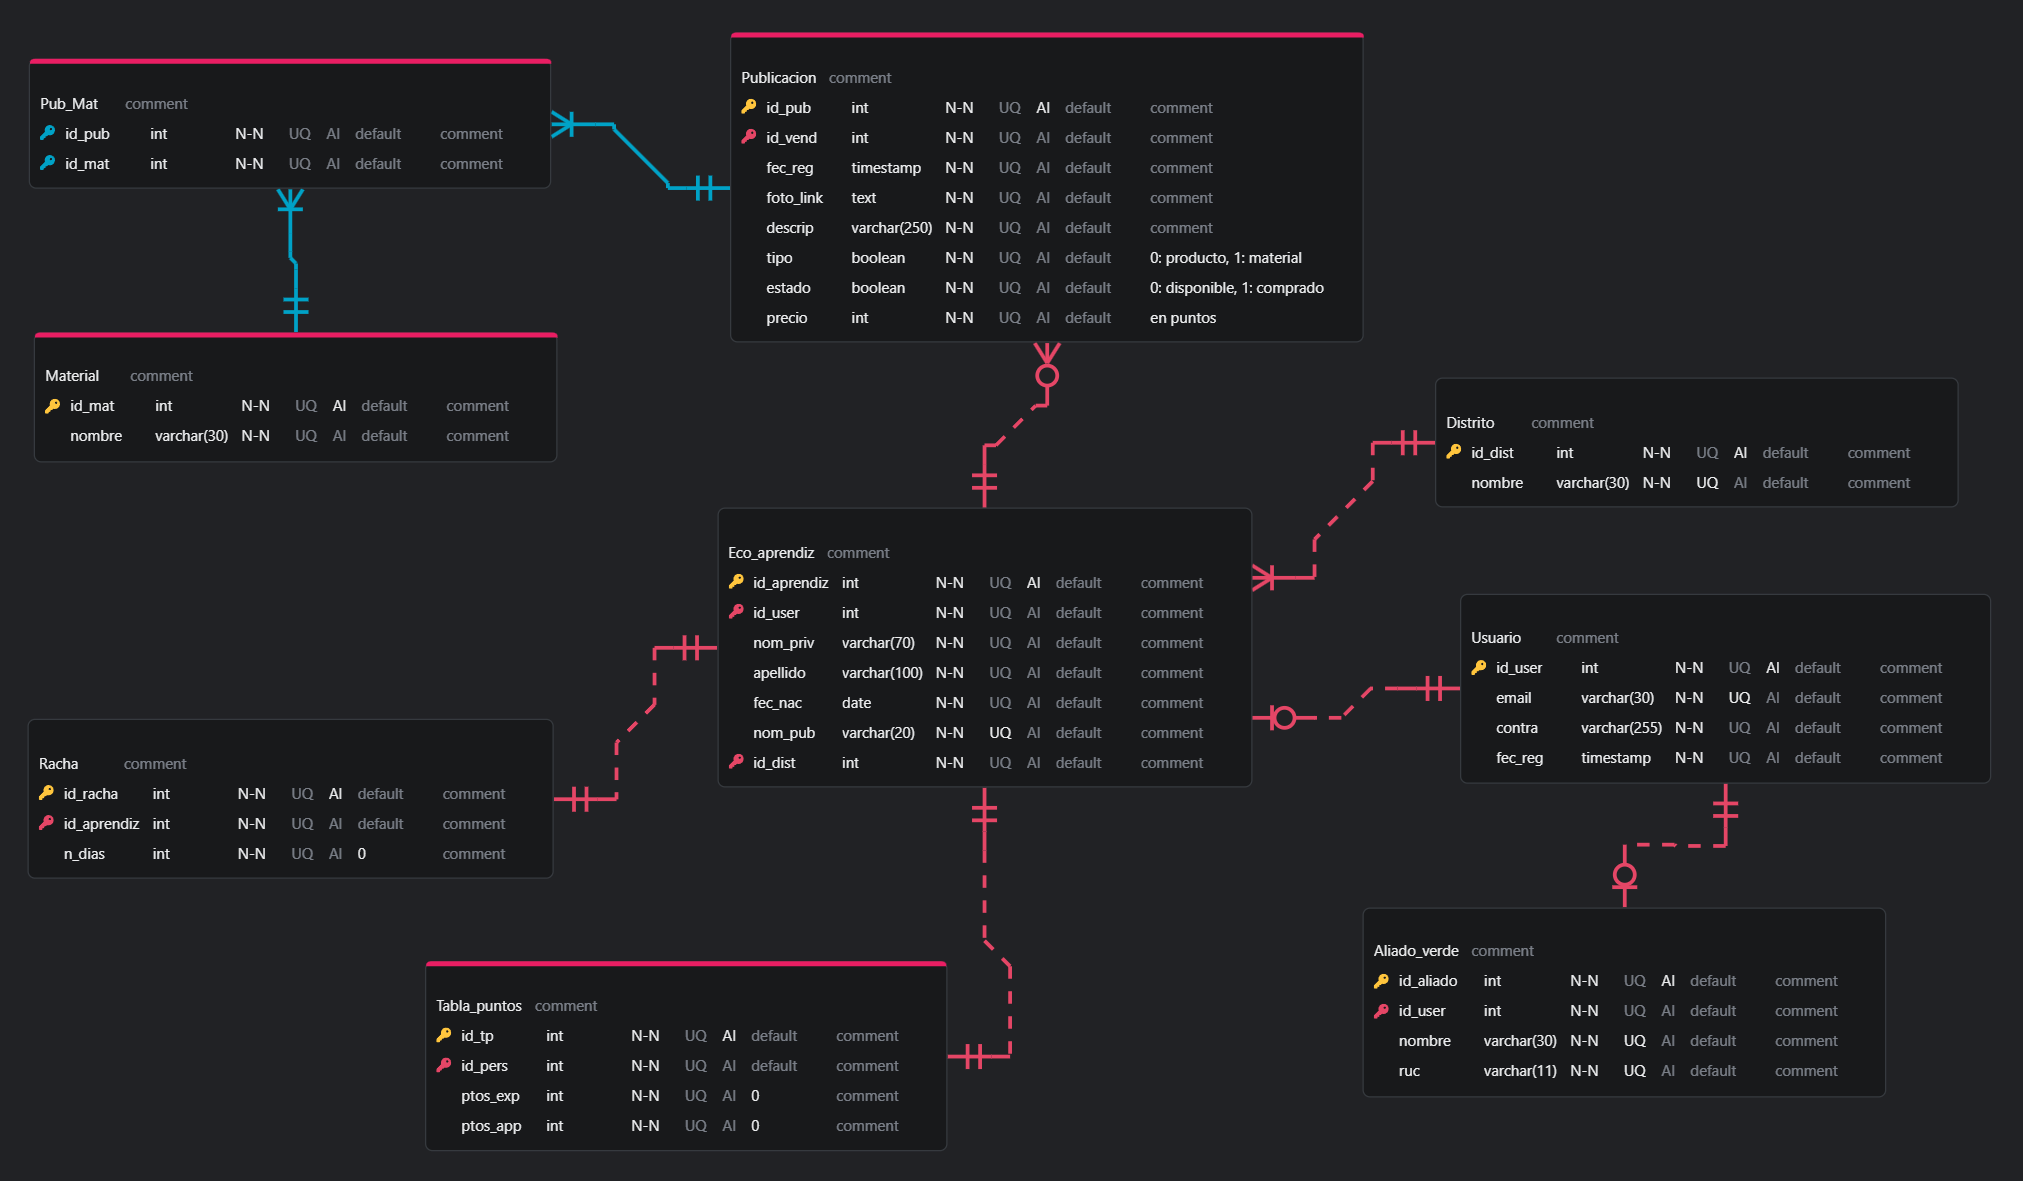 Pub_Mat comment
id_pub int N-N UQ AI default comment
id_mat int N-N UQ AI default comment
Publicacion comment
id_pub int N-N UQ AI default comment
id_vend int N-N UQ AI default comment
fec_reg timestamp N-N UQ AI default comment
foto_link text N-N UQ AI default comment
descrip varchar(250) N-N UQ AI default comment
tipo boolean N-N UQ AI default 0: producto, 1: material
estado boolean N-N UQ AI default 0: disponible, 1: comprado
precio int N-N UQ AI default en puntos
Material comment
id_mat int N-N UQ AI default comment
nombre varchar(30) N-N UQ AI default comment
Distrito comment
id_dist int N-N UQ AI default comment
nombre varchar(30) N-N UQ AI default comment
Eco_aprendiz comment
id_aprendiz int N-N UQ AI default comment
id_user int N-N UQ AI default comment
nom_priv varchar(70) N-N UQ AI default comment
apellido varchar(100) N-N UQ AI default comment
fec_nac date N-N UQ AI default comment
nom_pub varchar(20) N-N UQ AI default comment
id_dist int N-N UQ AI default comment
Usuario comment
id_user int N-N UQ AI default comment
email varchar(30) N-N UQ AI default comment
contra varchar(255) N-N UQ AI default comment
fec_reg timestamp N-N UQ AI default comment
Racha comment
id_racha int N-N UQ AI default comment
id_aprendiz int N-N UQ AI default comment
n_dias int N-N UQ AI 0 comment
Tabla_puntos comment
id_tp int N-N UQ AI default comment
id_pers int N-N UQ AI default comment
ptos_exp int N-N UQ AI 0 comment
ptos_app int N-N UQ AI 0 comment
Aliado_verde comment
id_aliado int N-N UQ AI default comment
id_user int N-N UQ AI default comment
nombre varchar(30) N-N UQ AI default comment
ruc varchar(11) N-N UQ AI default comment